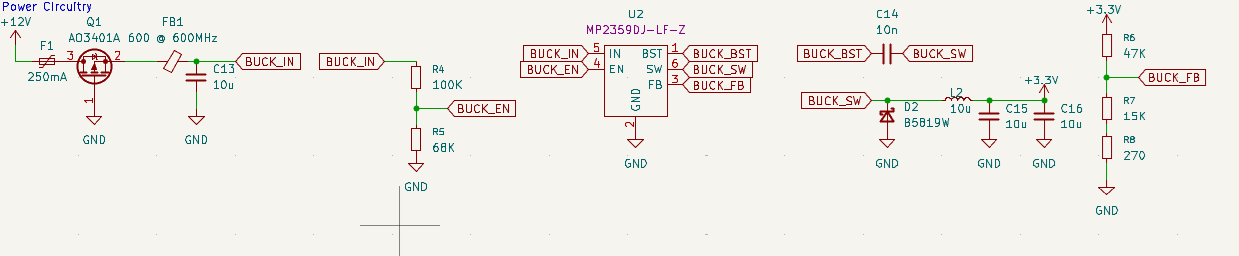 Power Circuitry
+12V
F1
250mA
Q1
AO3401A
3
2
1
GND
FB1
600 @ 600MHz
C13
10u
GND
BUCK_IN
BUCK_IN
R4
100K
BUCK_EN
R5
68K
GND
U2
MP2359DJ-LF-Z
BUCK_IN
5
IN
BST
1
BUCK_BST
BUCK_EN
4
EN
SW
6
BUCK_SW
FB
3
BUCK_FB
GND
2
GND
C14
10n
BUCK_BST
BUCK_SW
BUCK_SW
D2
B5819W
GND
L2
10u
C15
10u
GND
+3.3V
C16
10u
GND
+3.3V
R6
47K
BUCK_FB
R7
15K
R8
270
GND